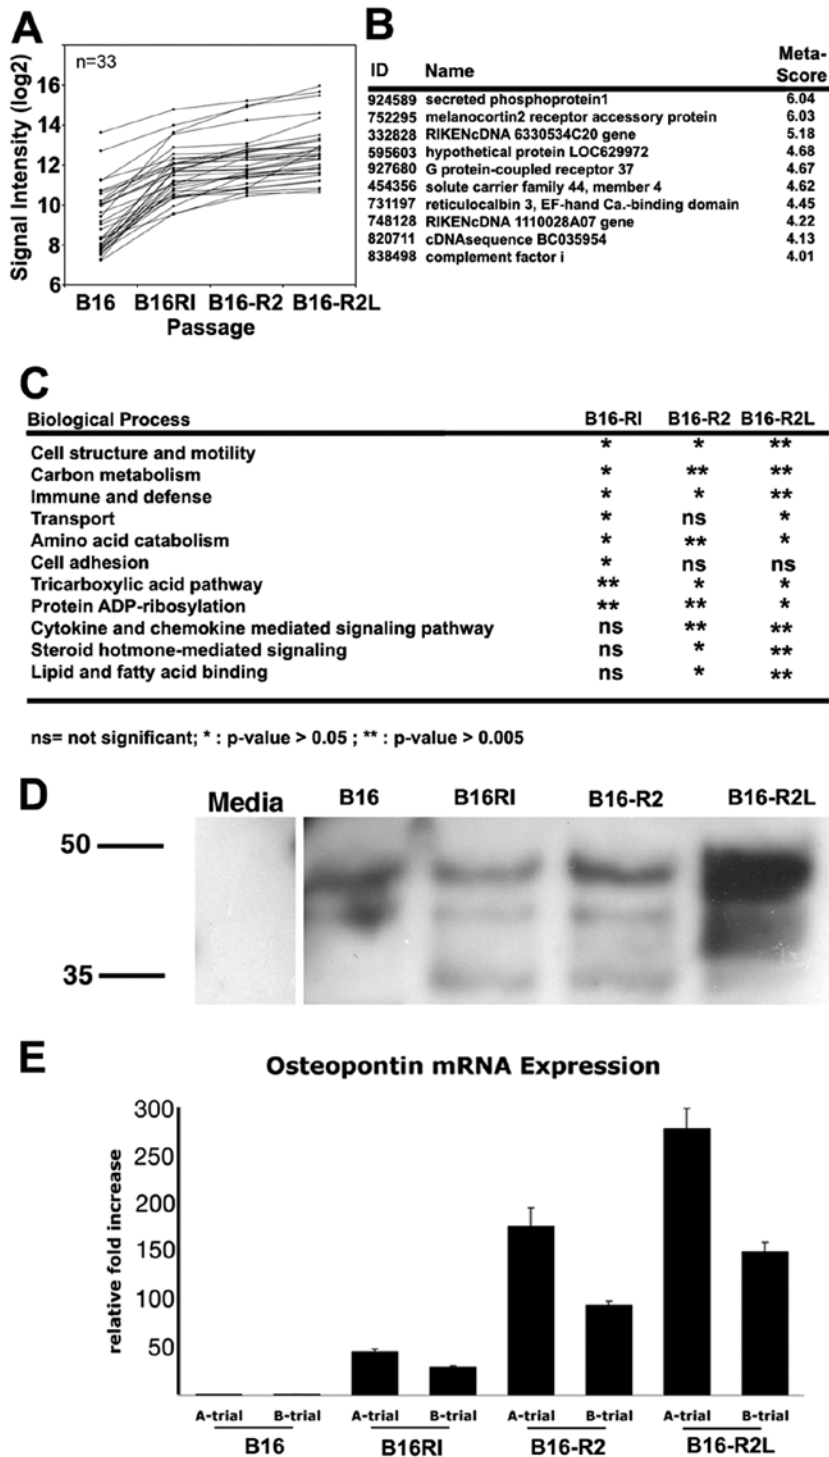 A
Signal Intensity (log2)
n=33
16
14
12
10
8
6
B16 B16RI B16-R2 B16-R2L
Passage
B
ID Name Meta-Score
924589 secreted phosphoprotein1 6.04
752295 melanocortin2 receptor accessory protein 6.03
332828 RIKENcDNA 6330534C20 gene 5.18
595603 hypothetical protein LOC629972 4.68
927680 G protein-coupled receptor 37 4.67
454356 solute carrier family 44, member 4 4.62
731197 reticulocalbin 3, EF-hand Ca.-binding domain 4.45
748128 RIKENcDNA 1110028A07 gene 4.22
820711 cDNAsequence BC035954 4.13
838498 complement factor i 4.01
C
Biological Process B16-RI B16-R2 B16-R2L
Cell structure and motility * * **
Carbon metabolism * ** **
Immune and defense * * **
Transport * ns *
Amino acid catabolism * ** *
Cell adhesion * ns ns
Tricarboxylic acid pathway ** * *
Protein ADP-ribosylation ** ** *
Cytokine and chemokine mediated signaling pathway ns ** **
Steroid hotmone-mediated signaling ns * **
Lipid and fatty acid binding ns * **
ns= not significant; * : p-value > 0.05 ; ** : p-value > 0.005
D
Media B16 B16RI B16-R2 B16-R2L
50
35
E
Osteopontin mRNA Expression
relative fold increase
300
250
200
150
100
50
A-trial B-trial A-trial B-trial A-trial B-trial A-trial B-trial
B16 B16RI B16-R2 B16-R2L